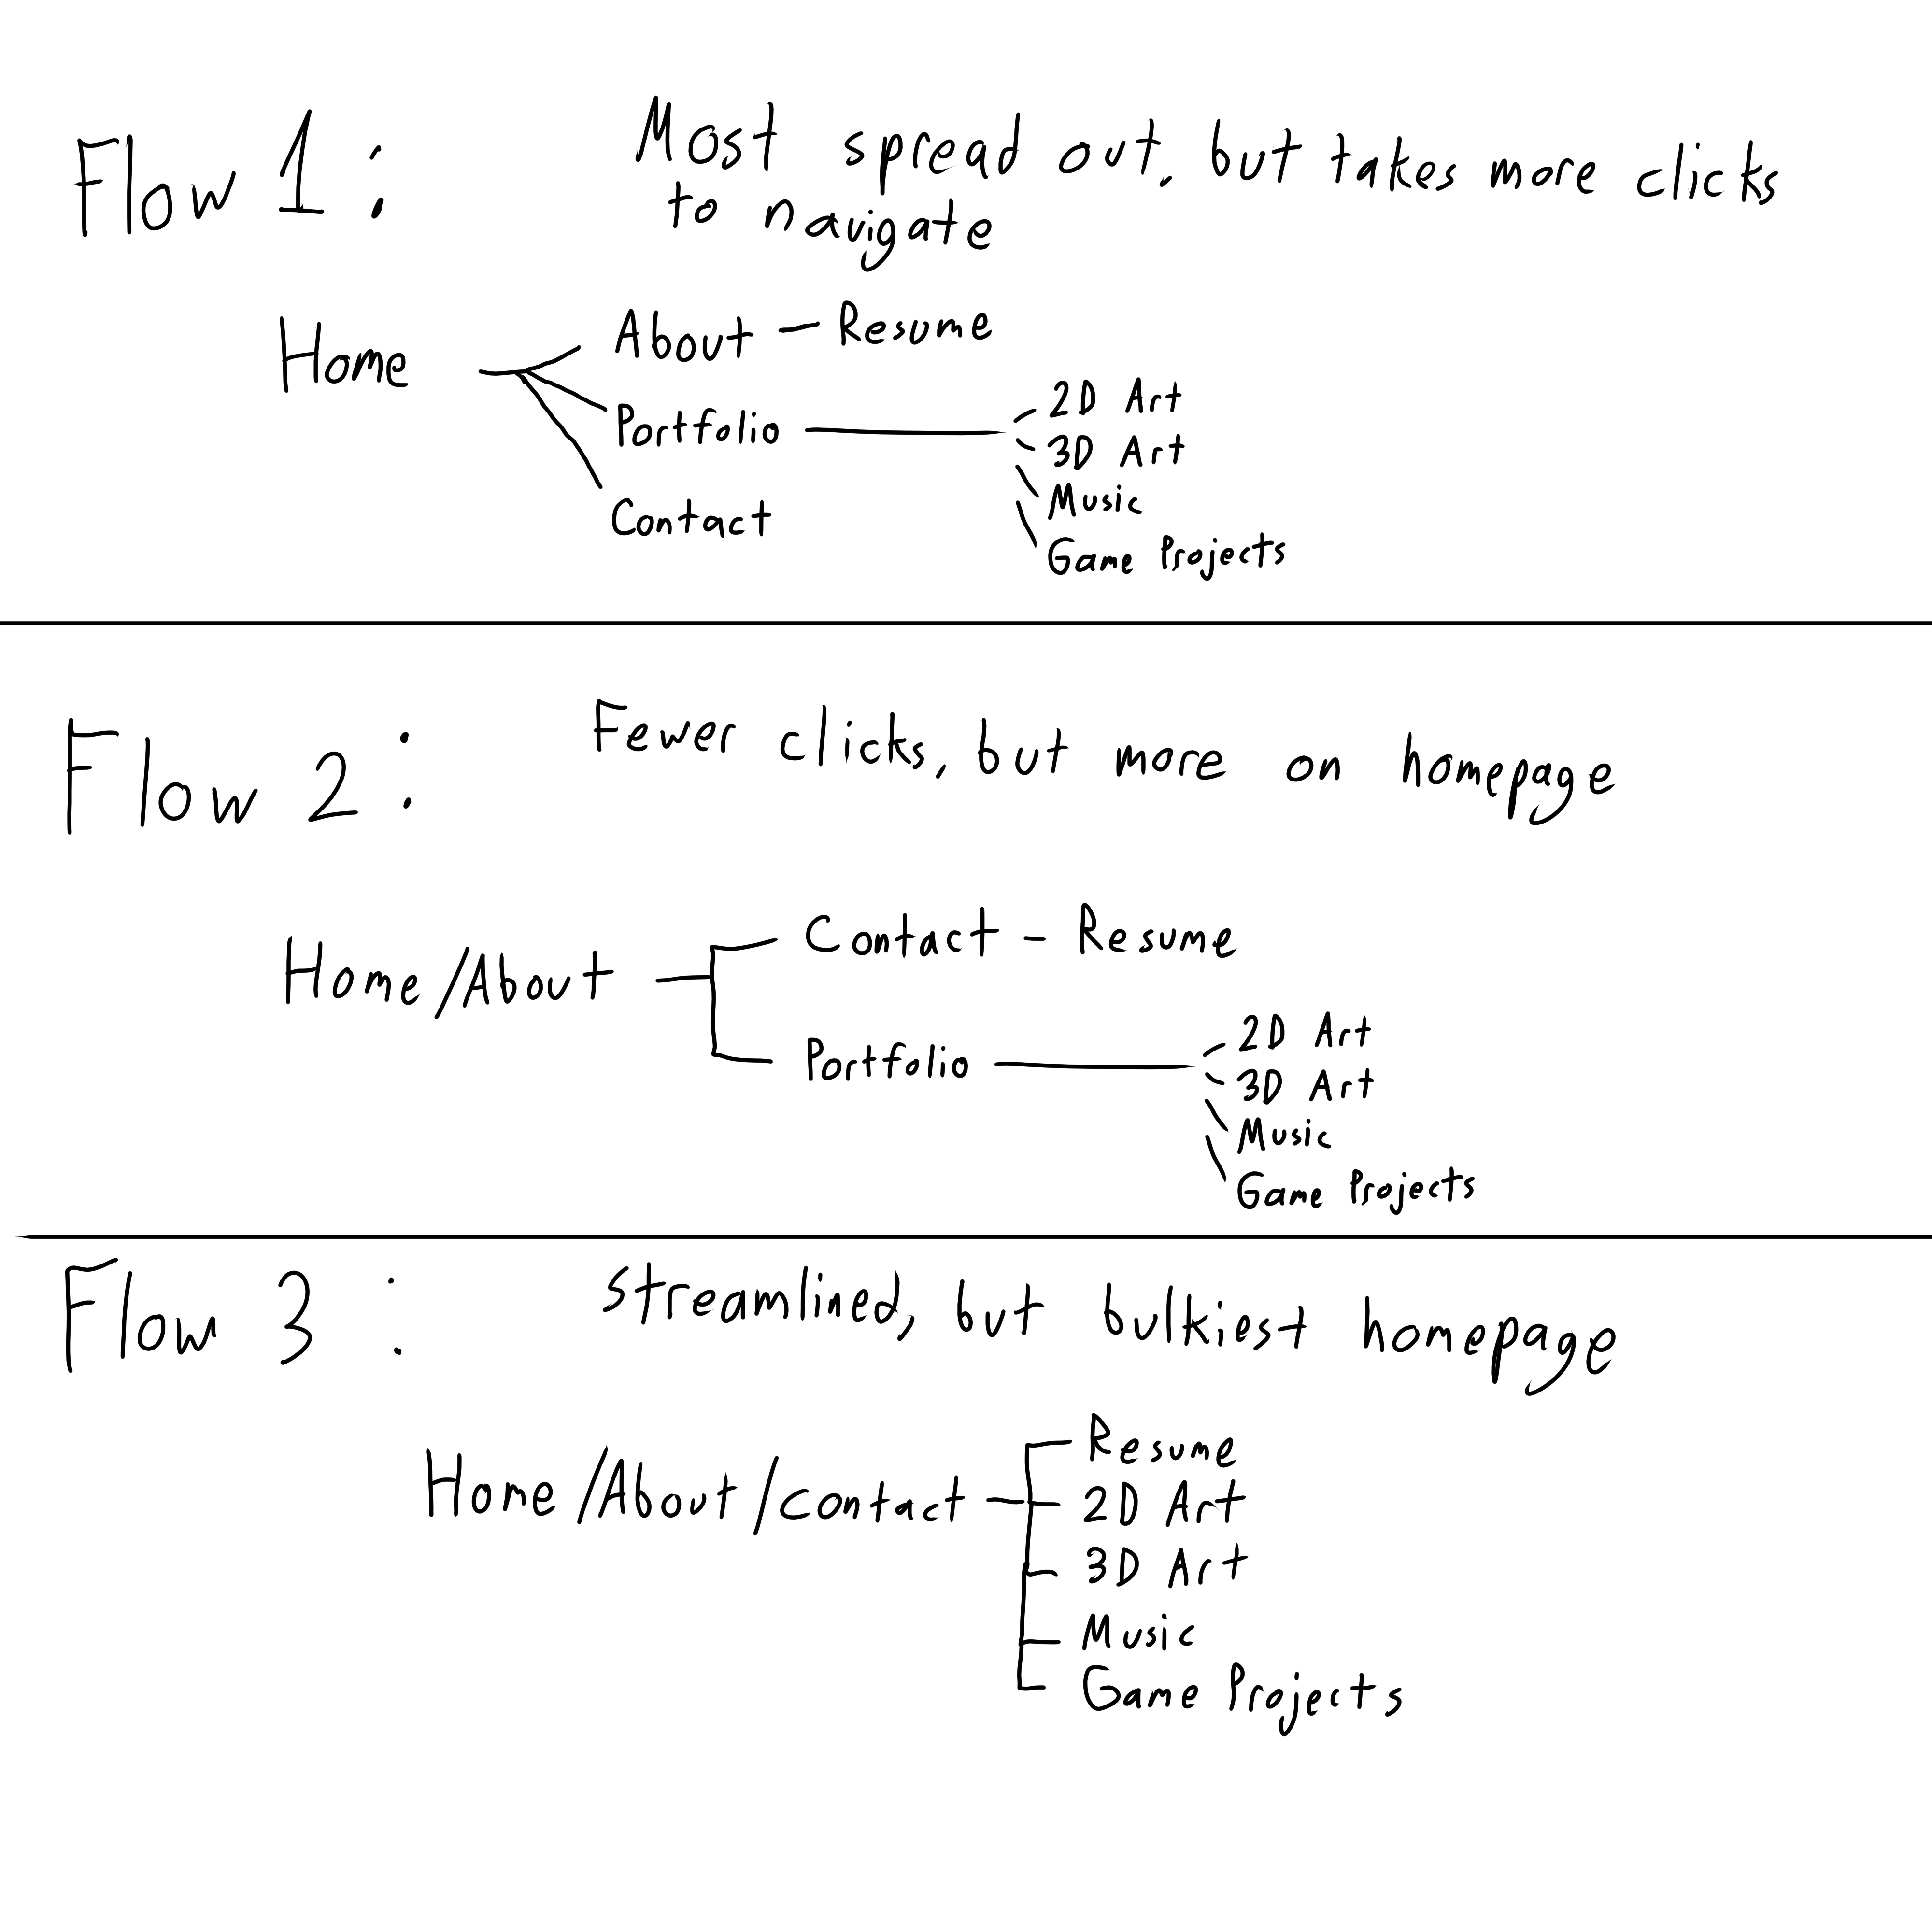 Flow 1 :
Most spread out, but takes more clicks
to navigate
Home
About - Resume
Portfolio
Contact
2D Art
3D Art
Music
Game Projects
Flow 2 :
Fewer clicks, but more on homepage
Home/About
Contact - Resume
Portfolio
2D Art
3D Art
Music
Game Projects
Flow 3 :
Streamlined, but bulkiest homepage
Home/About/contact
Resume
2D Art
3D Art
Music
Game Projects